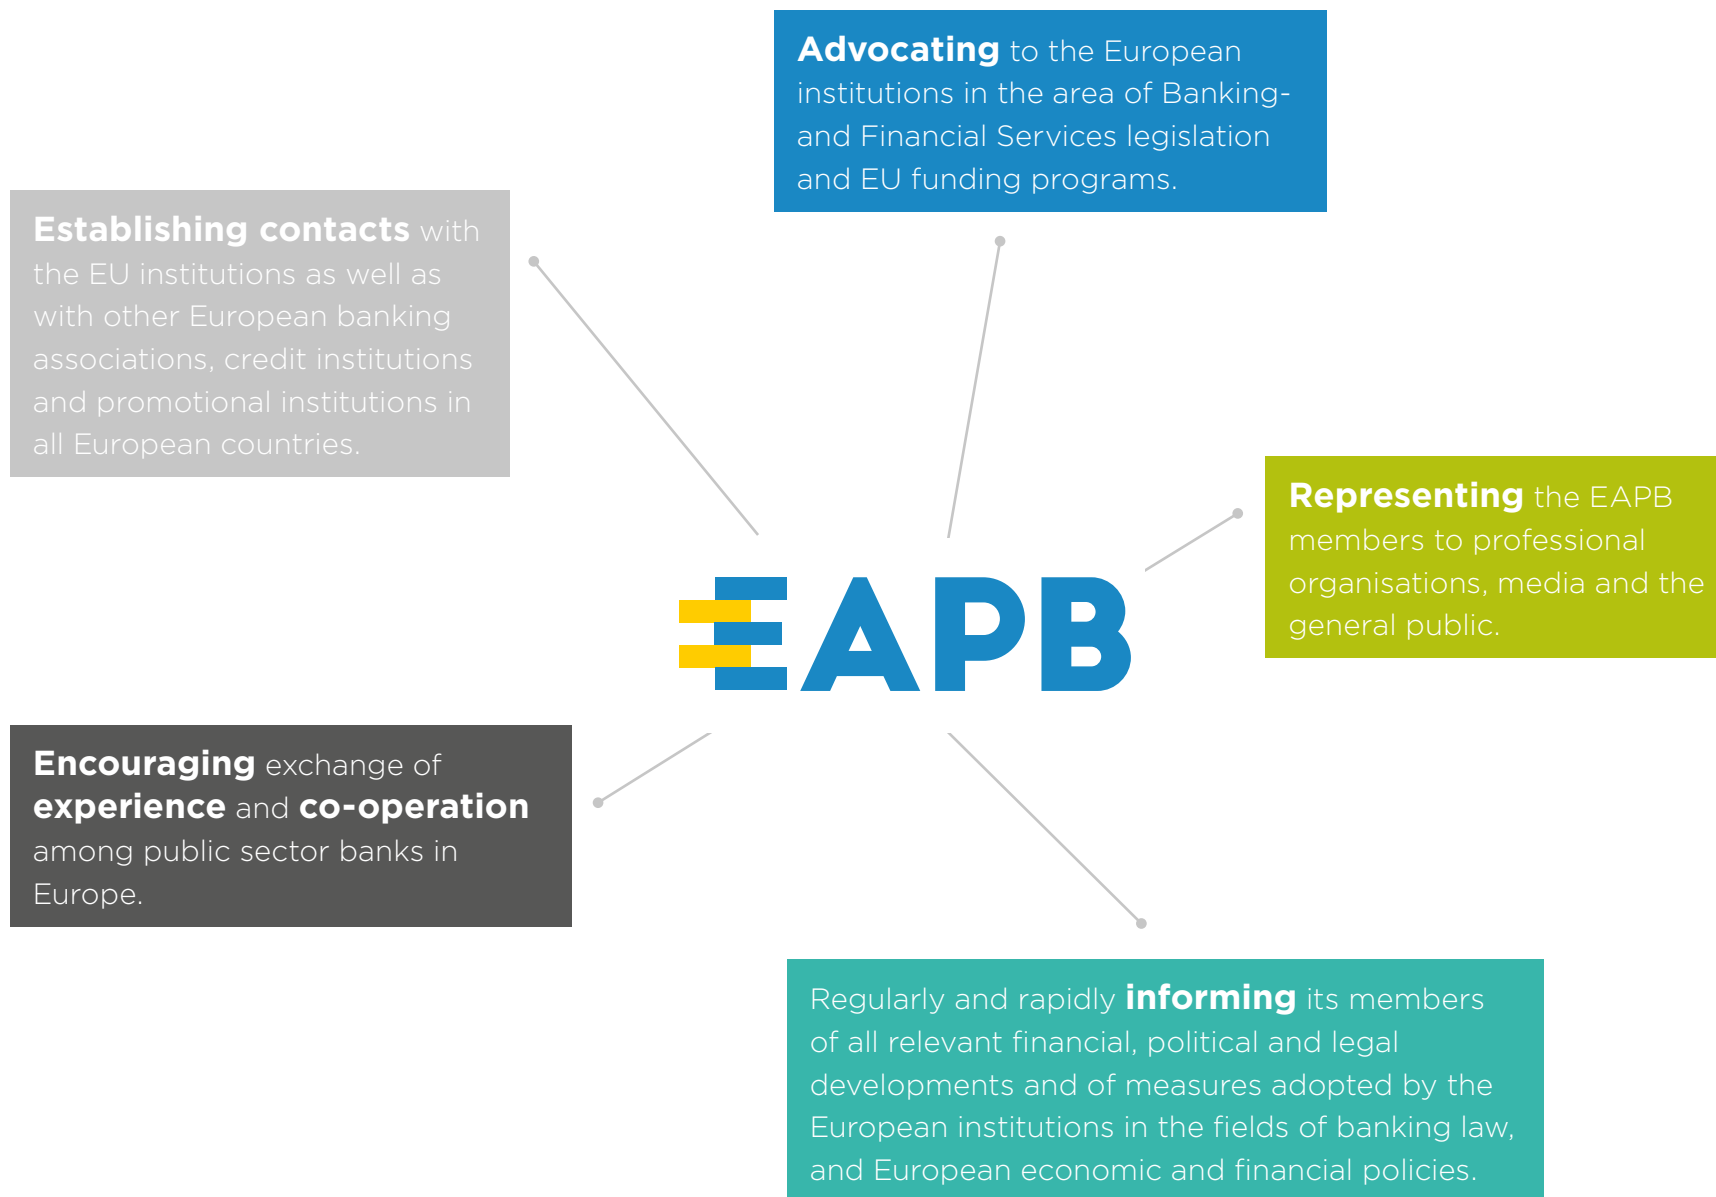 Advocating to the European
institutions in the area of Banking-
and Financial Services legislation
and EU funding programs.
Establishing contacts with
the EU institutions as well as
with other European banking
associations, credit institutions
and promotional institutions in
all European countries.
Representing the EAPB
members to professional
organisations, media and the
general public.
EAPB
Encouraging exchange of
experience and co-operation
among public sector banks in
Europe.
Regularly and rapidly informing its members
of all relevant financial, political and legal
developments and of measures adopted by the
European institutions in the fields of banking law,
and European economic and financial policies.